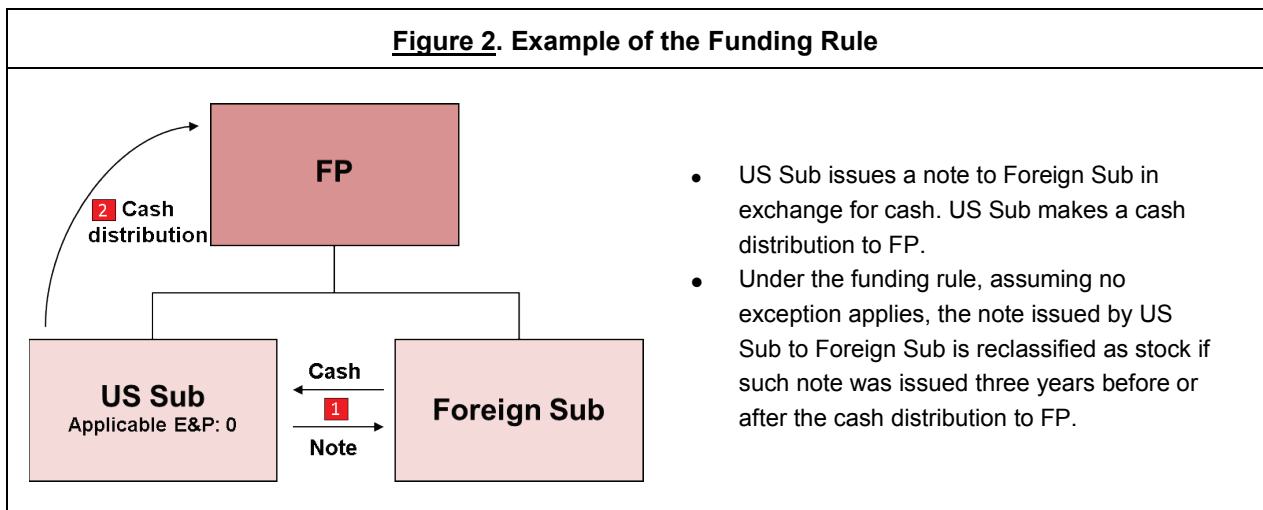 Figure 2. Example of the Funding Rule
FP
2 Cash
distribution
US Sub
Applicable E&P: 0
Cash
1
Note
Foreign Sub
• US Sub issues a note to Foreign Sub in
exchange for cash. US Sub makes a cash
distribution to FP.
• Under the funding rule, assuming no
exception applies, the note issued by US
Sub to Foreign Sub is reclassified as stock if
such note was issued three years before or
after the cash distribution to FP.